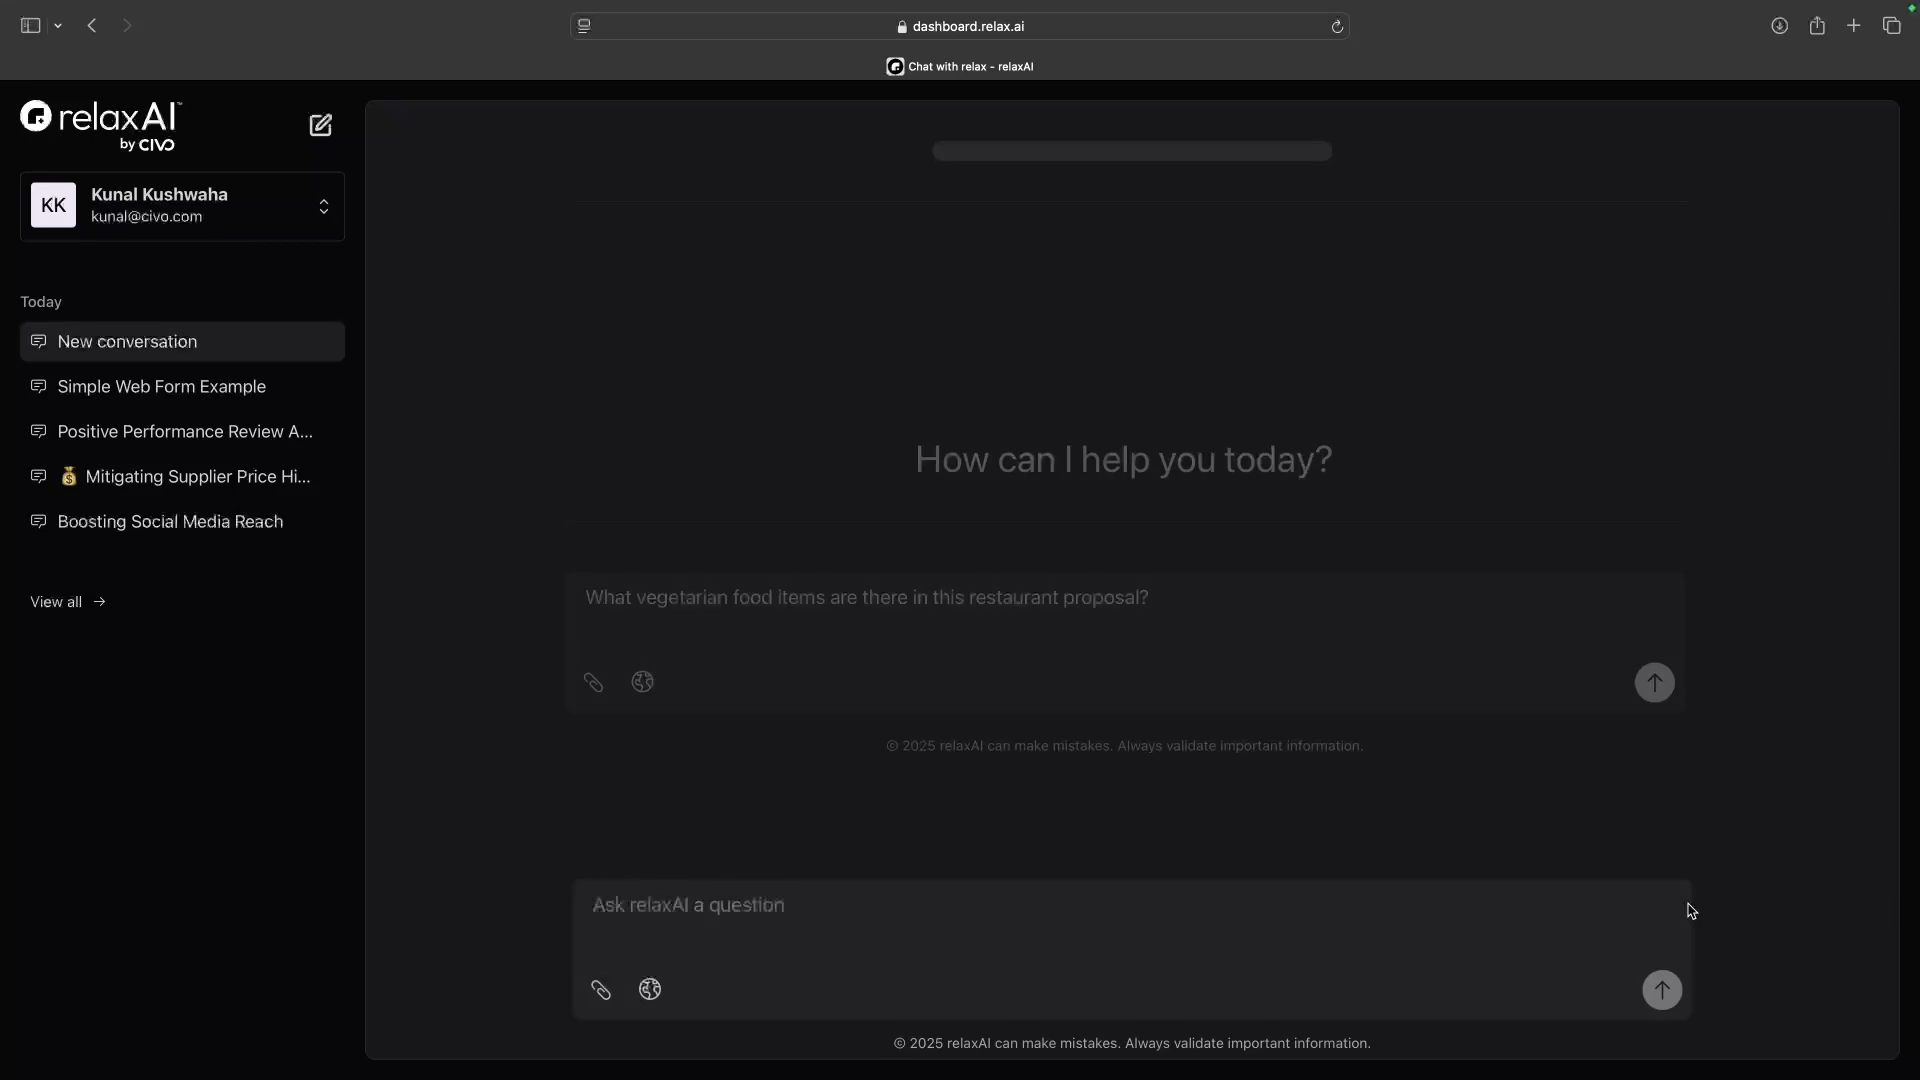 dashboard.relax.ai
Chat with relax - relaxAI
relaxAI™
by CIVO
KK
Kunal Kushwaha
kunal@civo.com
Today
New conversation
Simple Web Form Example
Positive Performance Review A...
💰 Mitigating Supplier Price Hi...
Boosting Social Media Reach
View all →
How can I help you today?
What vegetarian food items are there in this restaurant proposal?
© 2025 relaxAI can make mistakes. Always validate important information.
Ask relaxAI a question
© 2025 relaxAI can make mistakes. Always validate important information.